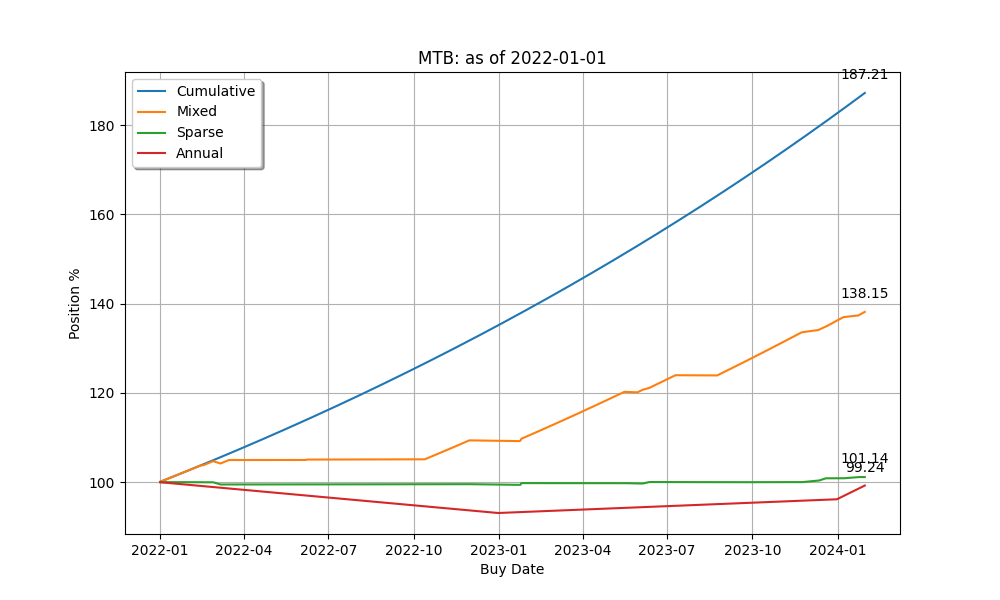 MTB: as of 2022-01-01
187.21
Cumulative
Mixed
Sparse
Annual
180
160
140
120
100
138.15
101.14
99.24
Position %
2022-01
2022-04
2022-07
2022-10
2023-01
2023-04
2023-07
2023-10
2024-01
Buy Date